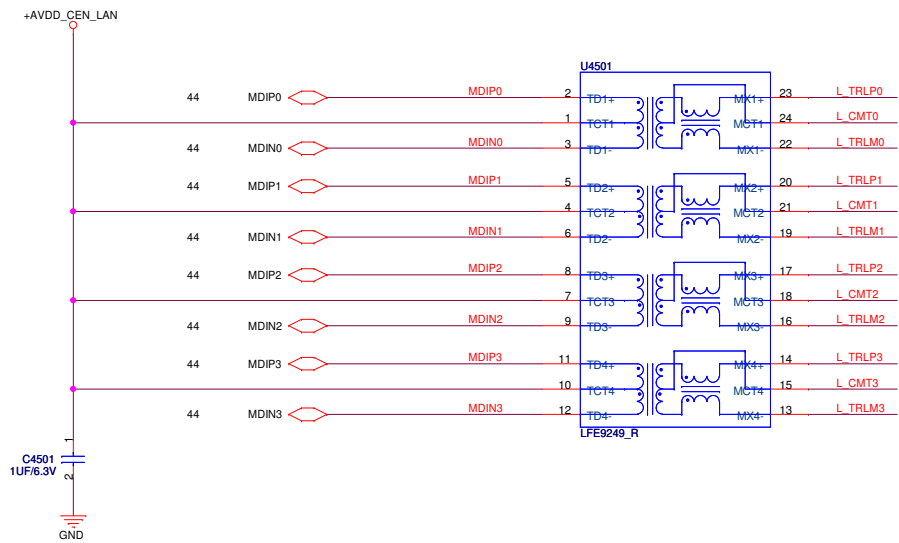 +AVDD_CEN_LAN
U4501
44 MDIP0 MDIP0 2 TD1+ MX1+ 23 L_TRLP0
1 TCT1 MCT1 24 L_CMT0
44 MDIN0 MDIN0 3 TD1- MX1- 22 L_TRLM0
44 MDIP1 MDIP1 5 TD2+ MX2+ 20 L_TRLP1
4 TCT2 MCT2 21 L_CMT1
44 MDIN1 MDIN1 6 TD2- MX2- 19 L_TRLM1
44 MDIP2 MDIP2 8 TD3+ MX3+ 17 L_TRLP2
7 TCT3 MCT3 18 L_CMT2
44 MDIN2 MDIN2 9 TD3- MX3- 16 L_TRLM2
44 MDIP3 MDIP3 11 TD4+ MX4+ 14 L_TRLP3
10 TCT4 MCT4 15 L_CMT3
44 MDIN3 MDIN3 12 TD4- MX4- 13 L_TRLM3
LFE9249_R
1
C4501
1UF/6.3V
2
GND